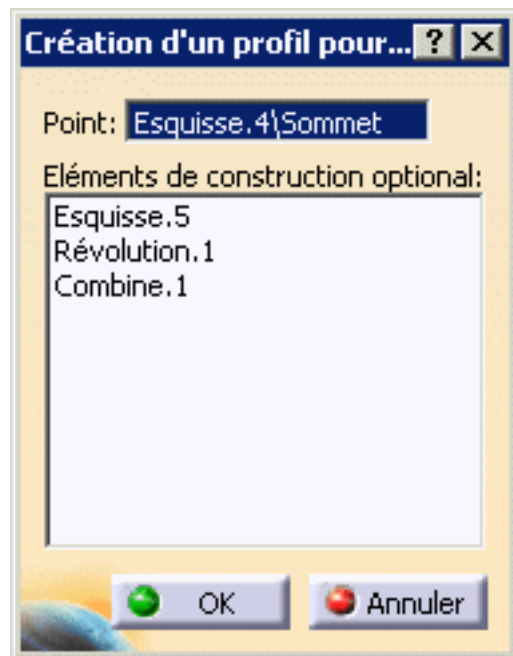 Création d'un profil pour...
Point: Esquisse.4\Sommet
Eléments de construction optional:
Esquisse.5
Révolution.1
Combine.1
OK Annuler